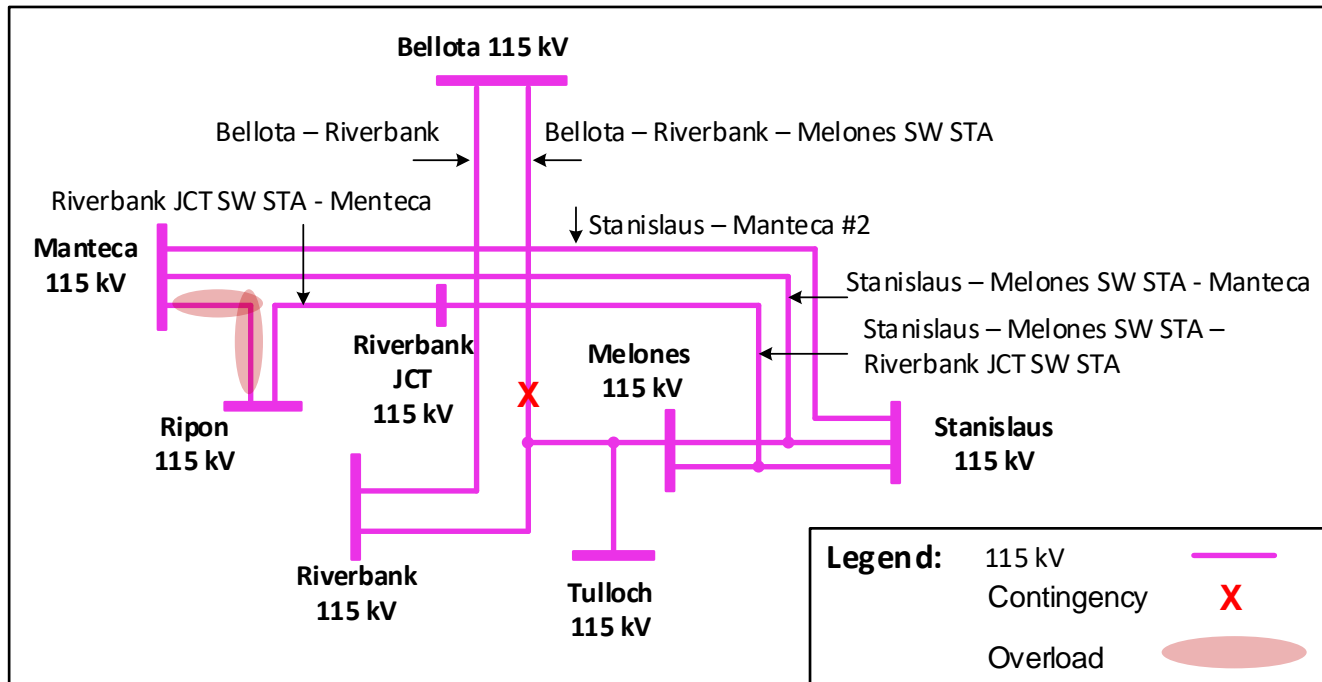 Bellota 115 kV
Bellota – Riverbank
Bellota – Riverbank – Melones SW STA
Riverbank JCT SW STA - Menteca
Stanislaus – Manteca #2
Manteca
115 kV
Stanislaus – Melones SW STA - Manteca
Stanislaus – Melones SW STA –
Riverbank JCT SW STA
Riverbank
JCT
115 kV
Melones
115 kV
Ripon
115 kV
Stanislaus
115 kV
X
Riverbank
115 kV
Tulloch
115 kV
Legend:
115 kV
Contingency
X
Overload